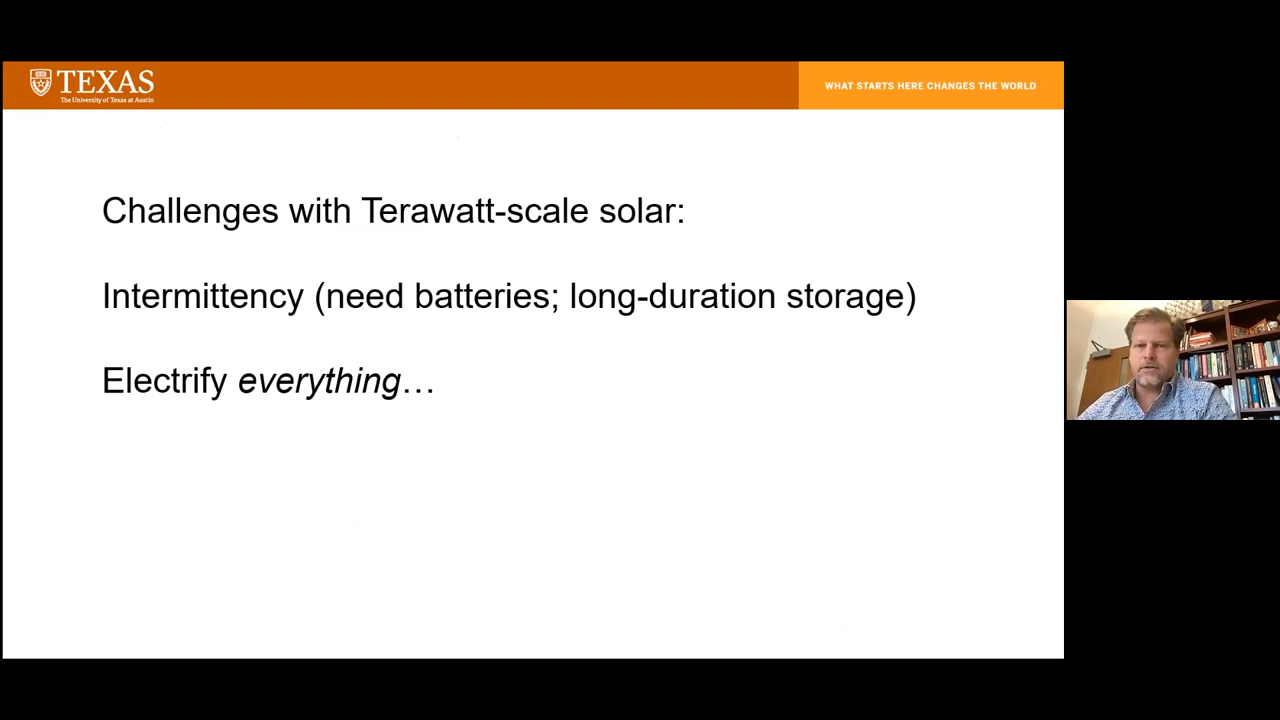 TEXAS
The University of Texas at Austin
WHAT STARTS HERE CHANGES THE WORLD
Challenges with Terawatt-scale solar:
Intermittency (need batteries; long-duration storage)
Electrify everything…